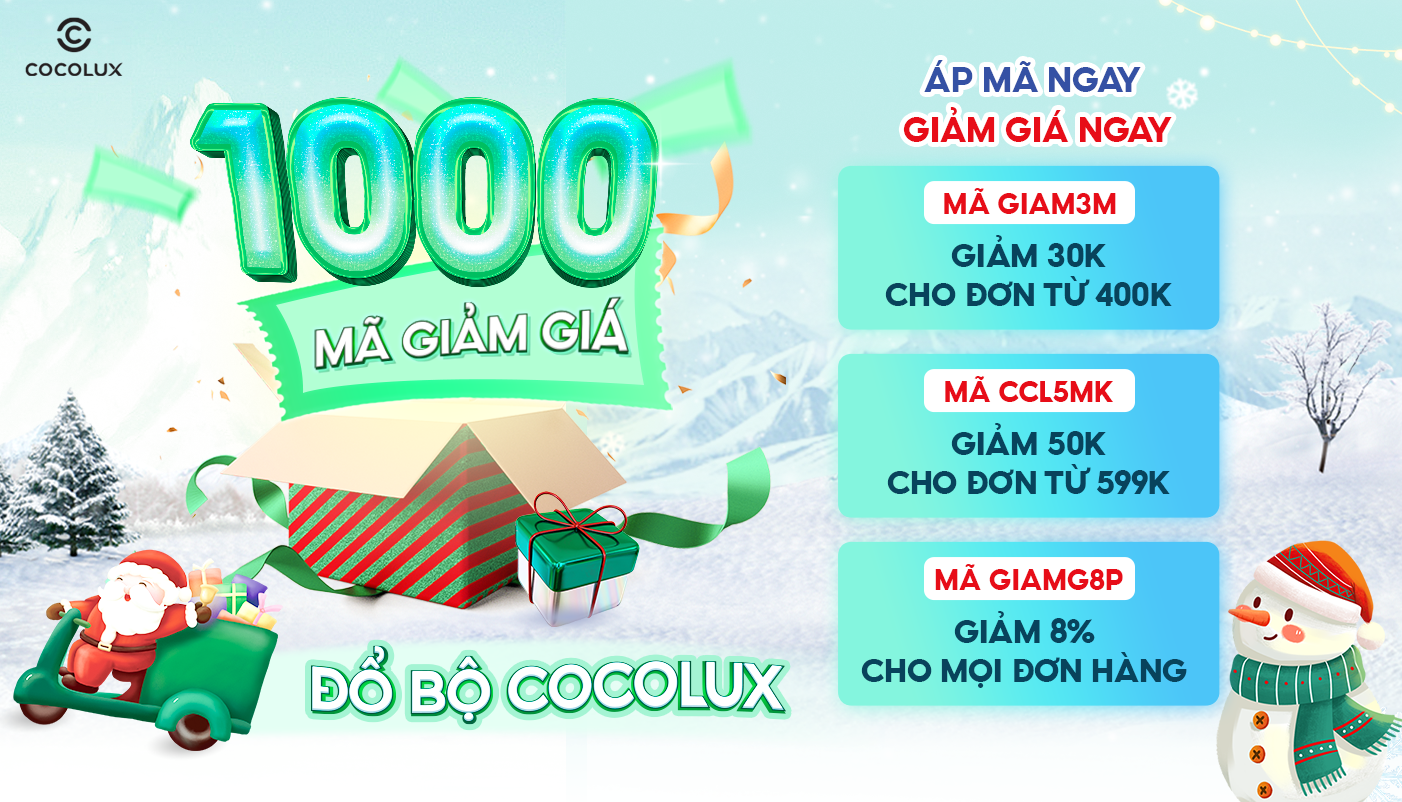 COCOLUX
1000
MÃ GIẢM GIÁ
ĐỔ BỘ COCOLUX
ÁP MÃ NGAY
GIẢM GIÁ NGAY
MÃ GIAM3M
GIẢM 30K
CHO ĐƠN TỪ 400K
MÃ CCL5MK
GIẢM 50K
CHO ĐƠN TỪ 599K
MÃ GIAMG8P
GIẢM 8%
CHO MỌI ĐƠN HÀNG